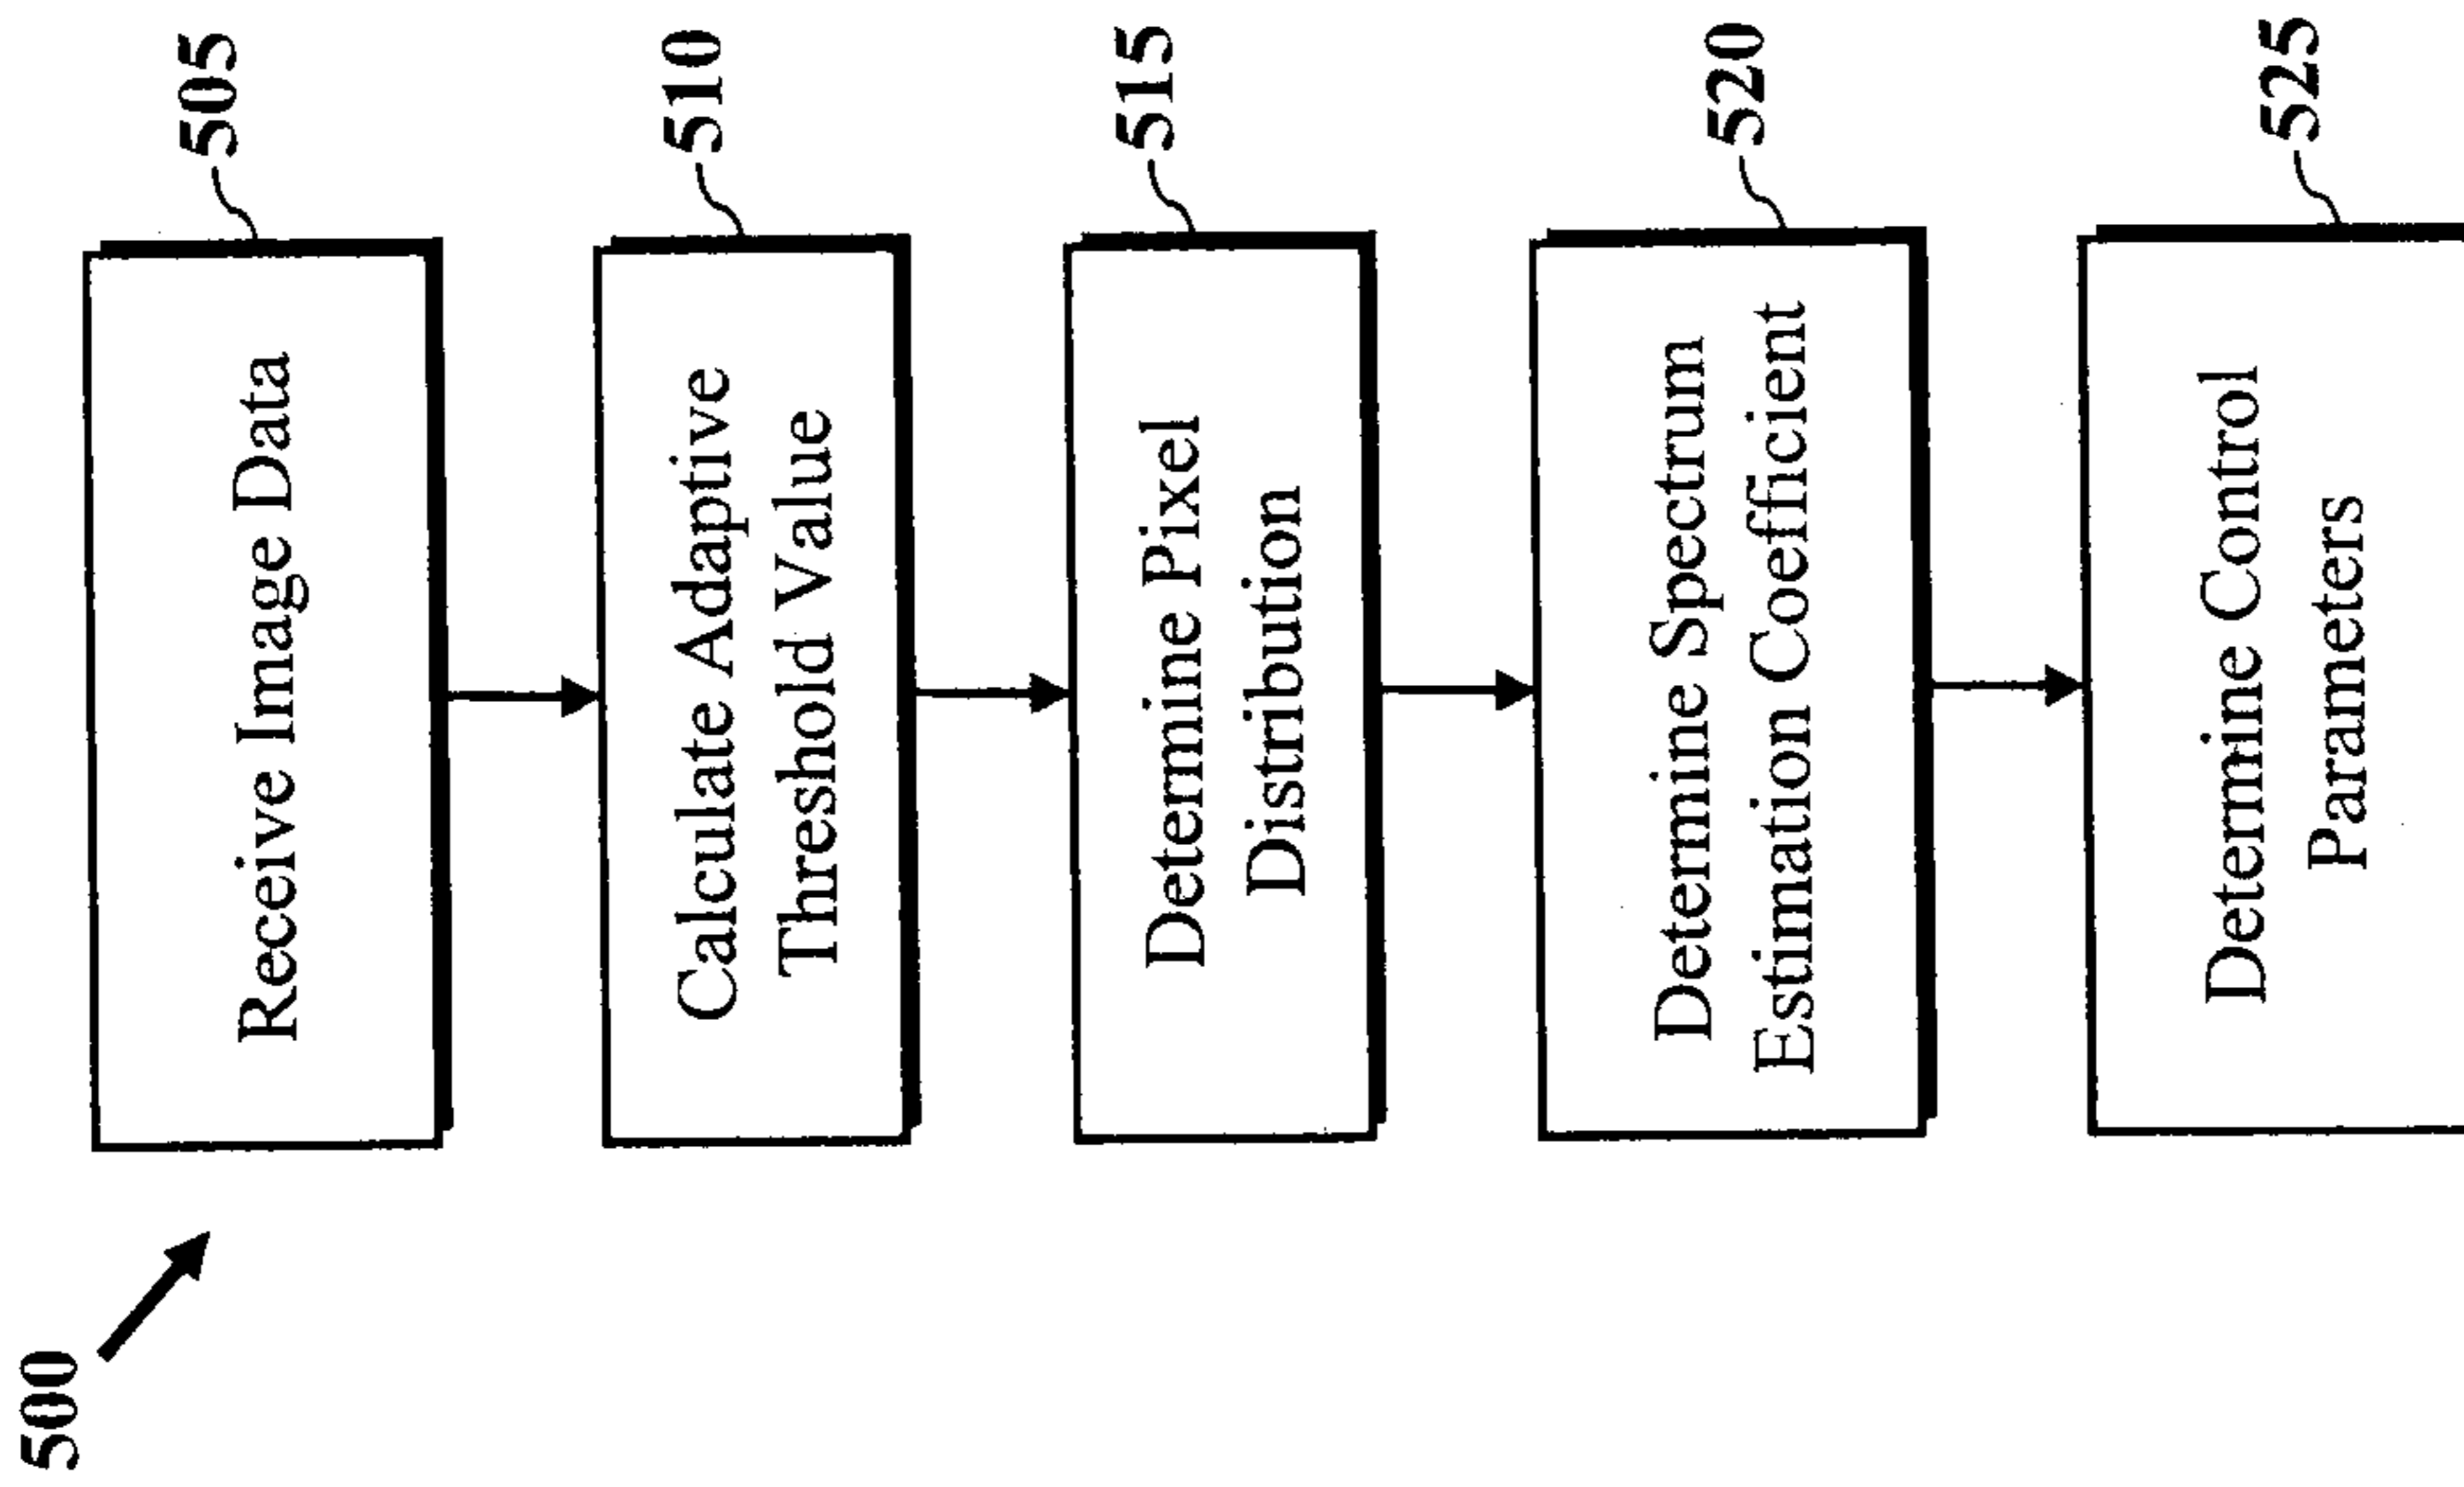 500
Receive Image Data
505
Calculate Adaptive
Threshold Value
510
Determine Pixel
Distribution
515
Determine Spectrum
Estimation Coefficient
520
Determine Control
Parameters
525